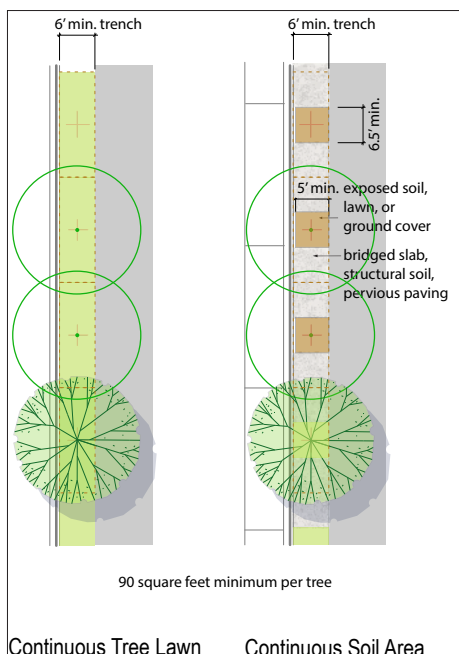 6' min. trench
6' min. trench
6.5' min.
5' min. exposed soil,
lawn, or
ground cover
bridged slab,
structural soil,
pervious paving
90 square feet minimum per tree
Continuous Tree Lawn
Continuous Soil Area